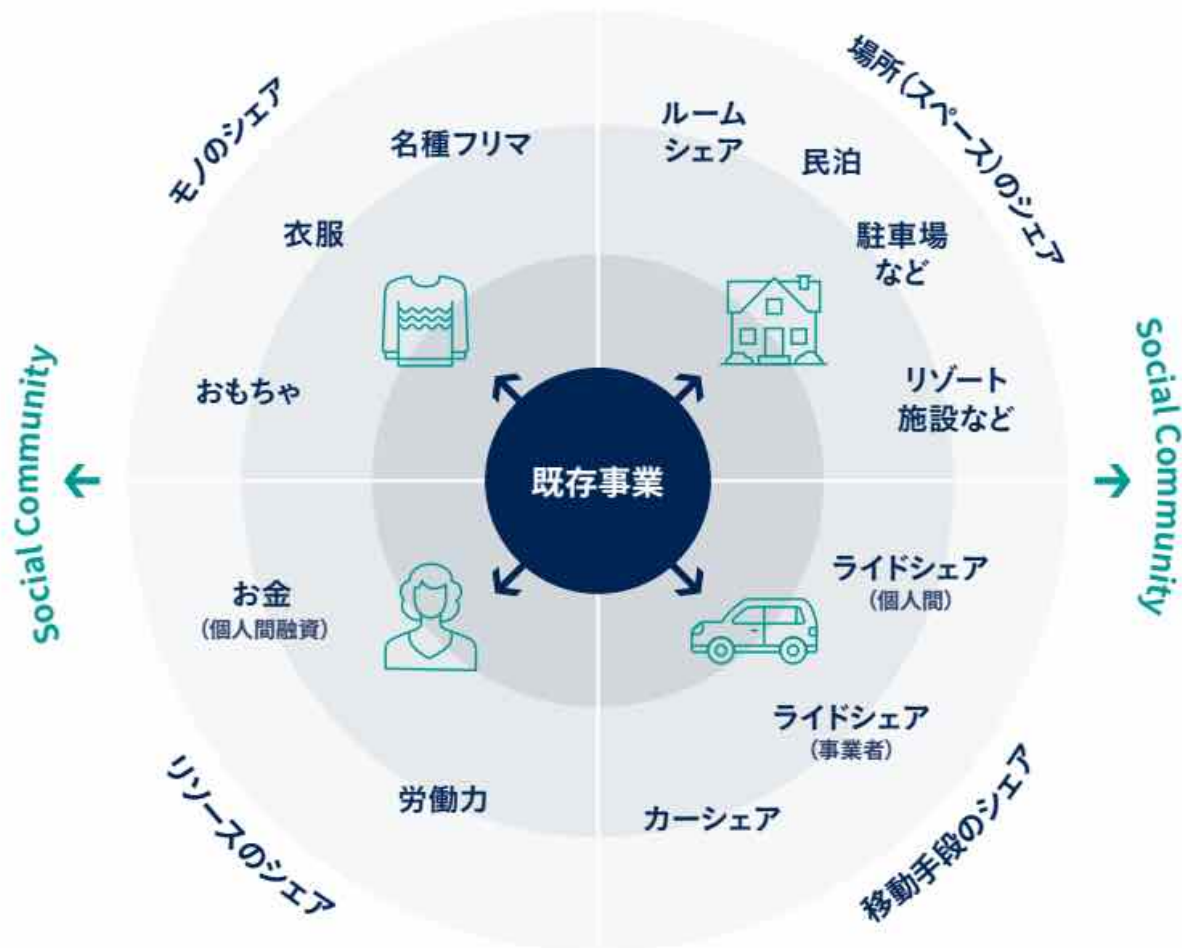 モノのシェア
名種フリマ
衣服
おもちゃ
場所(スペース)のシェア
ルーム
シェア
民泊
駐車場
など
リゾート
施設など
Social Community
Social Community
既存事業
お金
(個人間融資)
労働力
リソースのシェア
ライドシェア
(個人間)
ライドシェア
(事業者)
カーシェア
移動手段のシェア